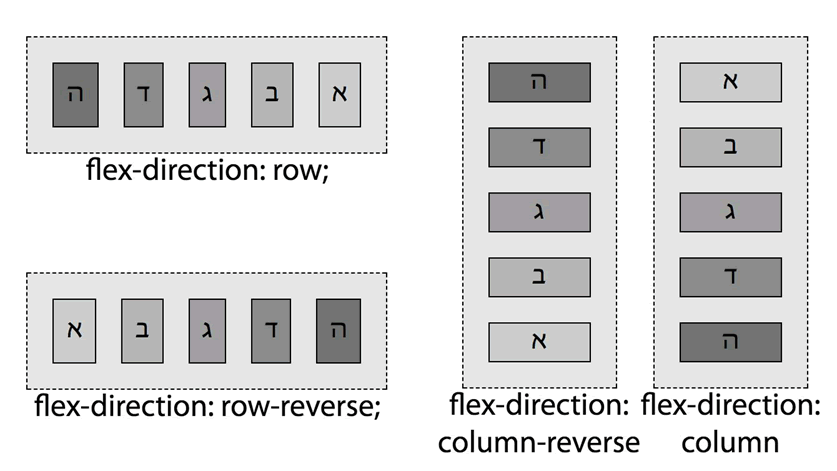 א ב ג ד ה
flex-direction: row;
ה ד ג ב א
flex-direction: row-reverse;
ה
ד
ג
ב
א
flex-direction:
column-reverse
א
ב
ג
ד
ה
flex-direction:
column